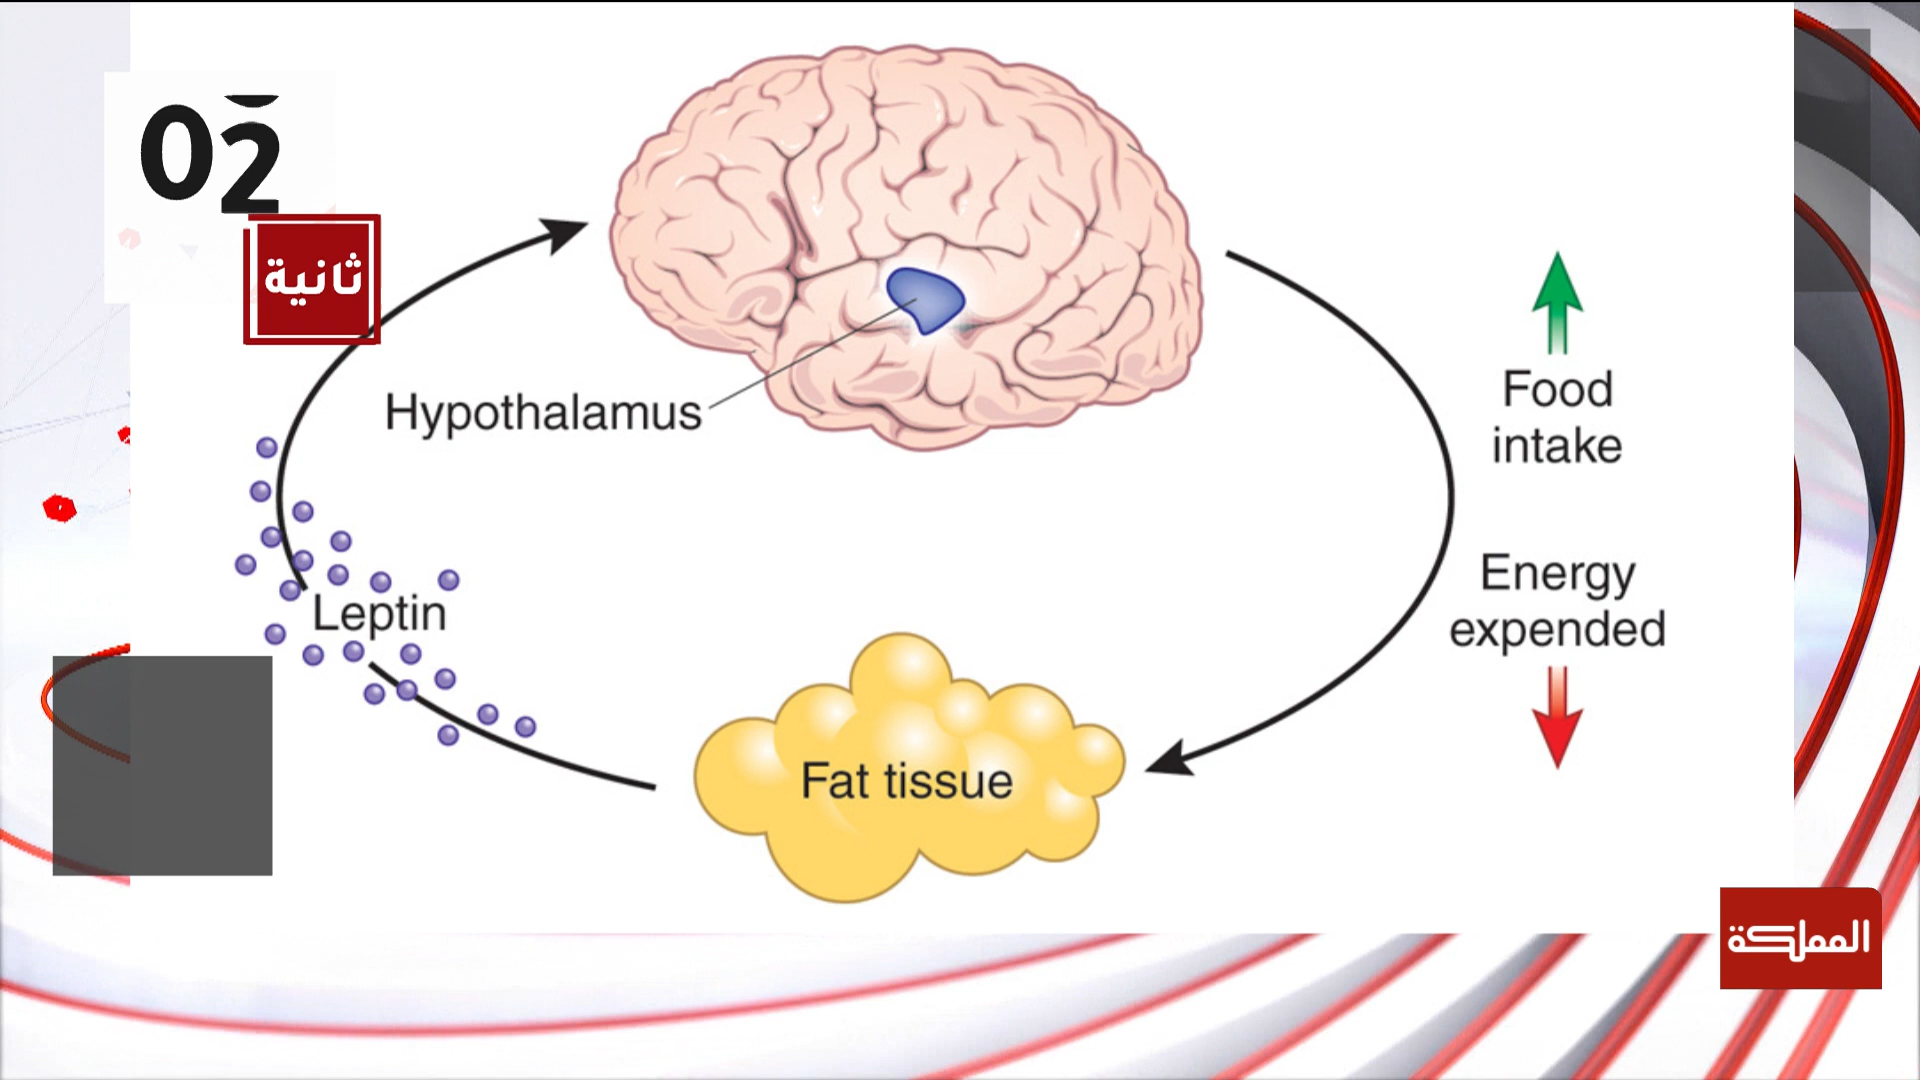 02
ثانية
Hypothalamus
Food
intake
Leptin
Energy
expended
Fat tissue
المملكة